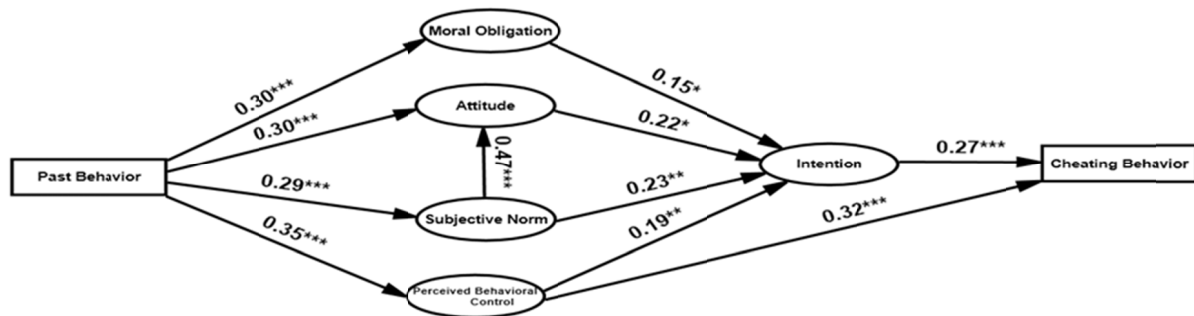 Moral Obligation
0.30***
0.15*
Attitude
0.30***
0.22*
0.47***
Past Behavior
Intention
0.27***
Cheating Behavior
0.29***
Subjective Norm
0.23**
0.19**
0.32***
0.35***
Perceived Behavioral
Control